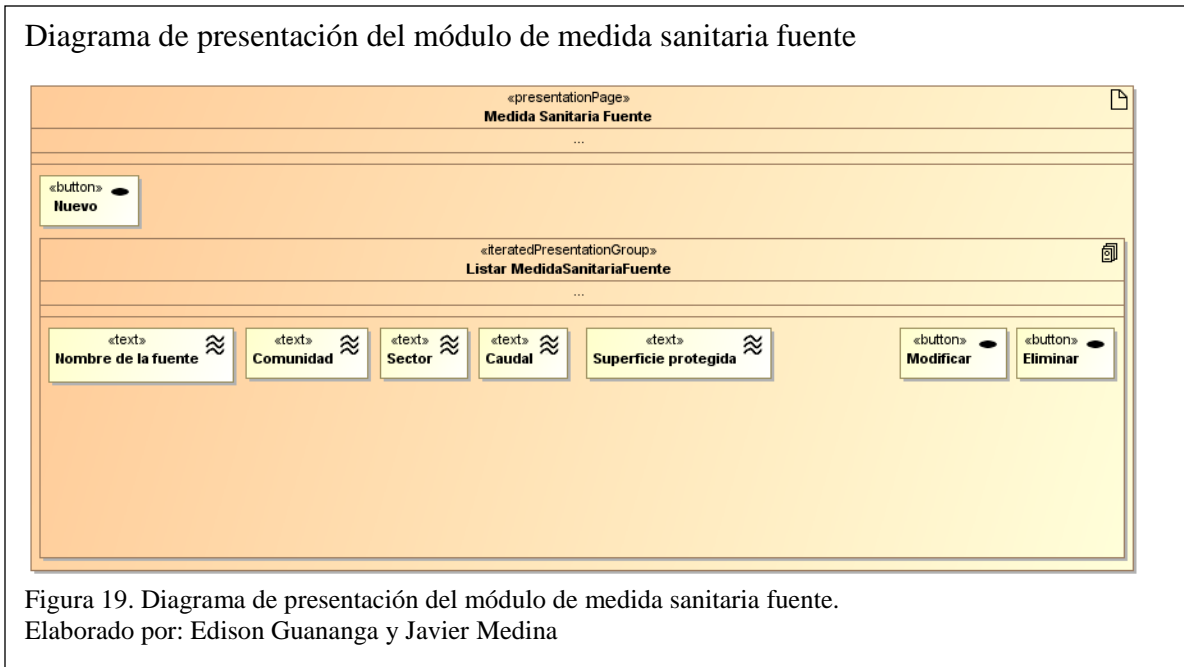 Diagrama de presentación del módulo de medida sanitaria fuente
«presentationPage»
Medida Sanitaria Fuente
...
«button»
Nuevo
«iteratedPresentationGroup»
Listar MedidaSanitariaFuente
...
«text»
Nombre de la fuente
«text»
Comunidad
«text»
Sector
«text»
Caudal
«text»
Superficie protegida
«button»
Modificar
«button»
Eliminar
Figura 19. Diagrama de presentación del módulo de medida sanitaria fuente.
Elaborado por: Edison Guananga y Javier Medina